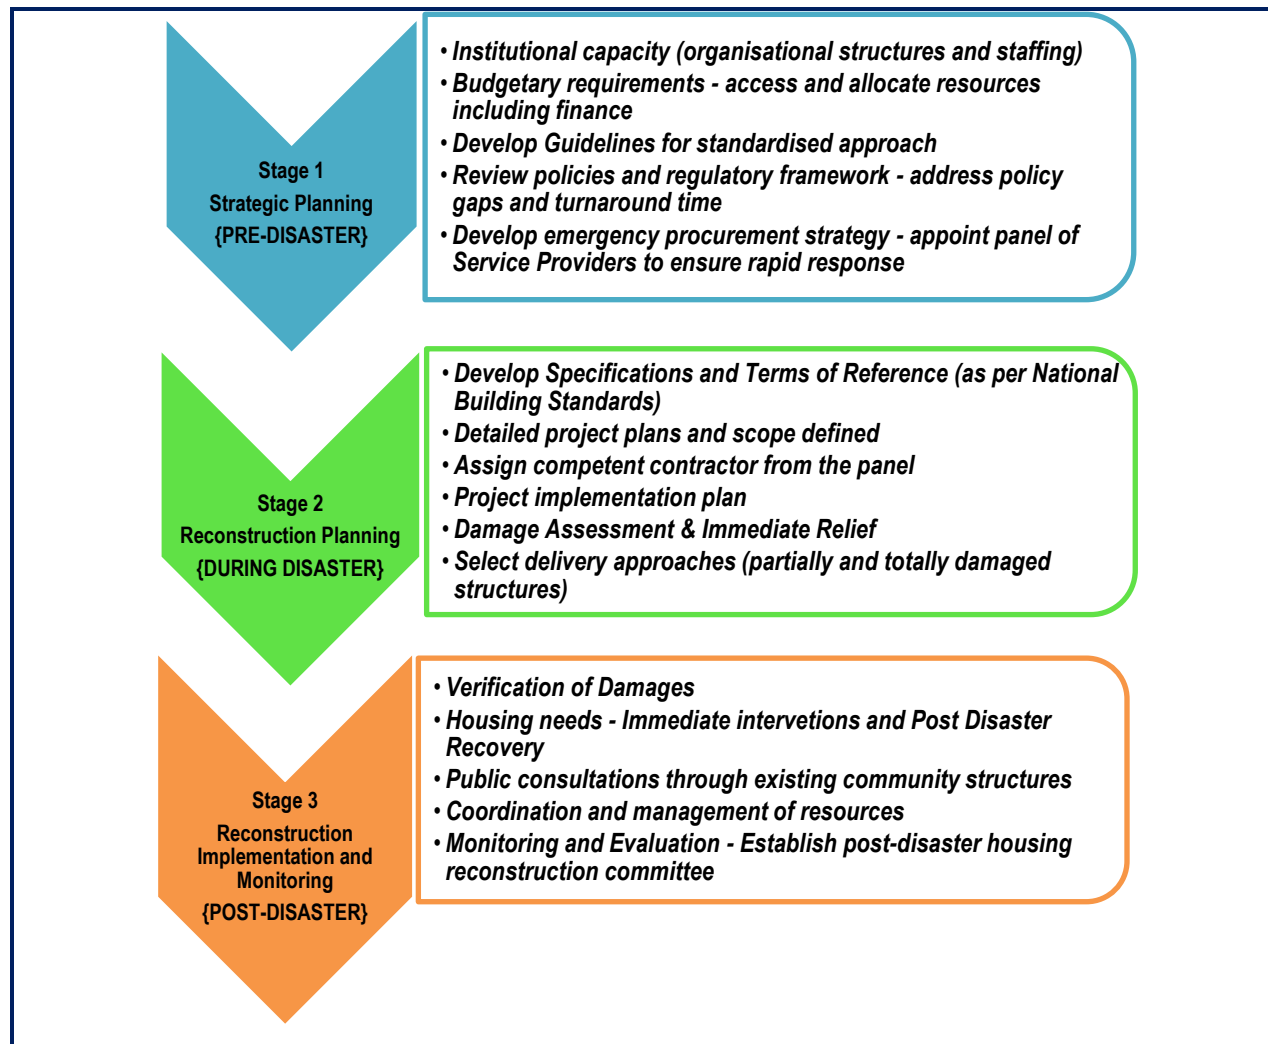 Stage 1
Strategic Planning
{PRE-DISASTER}
• Institutional capacity (organisational structures and staffing)
• Budgetary requirements - access and allocate resources
including finance
• Develop Guidelines for standardised approach
• Review policies and regulatory framework - address policy
gaps and turnaround time
• Develop emergency procurement strategy - appoint panel of
Service Providers to ensure rapid response
Stage 2
Reconstruction Planning
{DURING DISASTER}
• Develop Specifications and Terms of Reference (as per National
Building Standards)
• Detailed project plans and scope defined
• Assign competent contractor from the panel
• Project implementation plan
• Damage Assessment & Immediate Relief
• Select delivery approaches (partially and totally damaged
structures)
Stage 3
Reconstruction
Implementation and
Monitoring
{POST-DISASTER}
• Verification of Damages
• Housing needs - Immediate intervetions and Post Disaster
Recovery
• Public consultations through existing community structures
• Coordination and management of resources
• Monitoring and Evaluation - Establish post-disaster housing
reconstruction committee